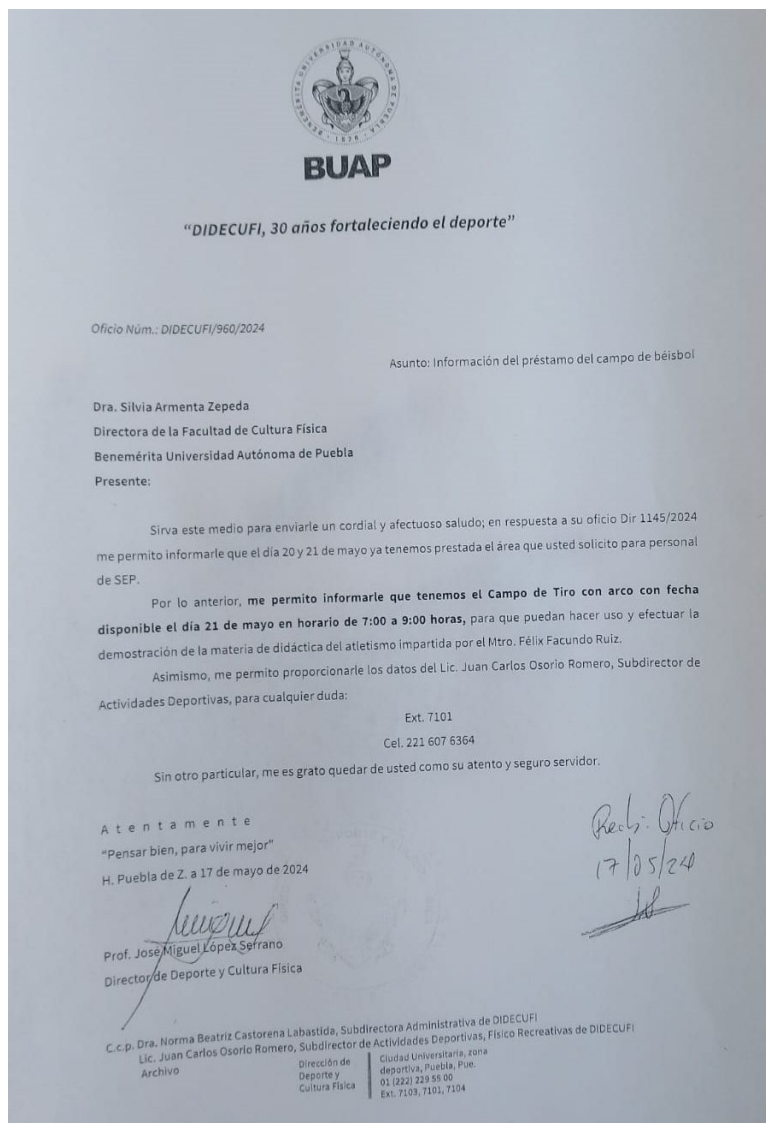 BENEMÉRITA UNIVERSIDAD AUTÓNOMA DE PUEBLA
1578
BUAP
“DIDECUFI, 30 años fortaleciendo el deporte”
Oficio Núm.: DIDECUFI/960/2024
Asunto: Información del préstamo del campo de béisbol
Dra. Silvia Armenta Zepeda
Directora de la Facultad de Cultura Física
Benemérita Universidad Autónoma de Puebla
Presente:
Sirva este medio para enviarle un cordial y afectuoso saludo; en respuesta a su oficio Dir 1145/2024
me permito informarle que el día 20 y 21 de mayo ya tenemos prestada el área que usted solicito para personal
de SEP.
Por lo anterior, me permito informarle que tenemos el Campo de Tiro con arco con fecha
disponible el día 21 de mayo en horario de 7:00 a 9:00 horas, para que puedan hacer uso y efectuar la
demostración de la materia de didáctica del atletismo impartida por el Mtro. Félix Facundo Ruiz.
Asimismo, me permito proporcionarle los datos del Lic. Juan Carlos Osorio Romero, Subdirector de
Actividades Deportivas, para cualquier duda:
Ext. 7101
Cel. 221 607 6364
Sin otro particular, me es grato quedar de usted como su atento y seguro servidor.
A t e n t a m e n t e
“Pensar bien, para vivir mejor”
H. Puebla de Z. a 17 de mayo de 2024
Recbi. Oficio
17/05/24
Prof. José Miguel López Serrano
Director de Deporte y Cultura Física
C.c.p. Dra. Norma Beatriz Castorena Labastida, Subdirectora Administrativa de DIDECUFI
Lic. Juan Carlos Osorio Romero, Subdirector de Actividades Deportivas, Físico Recreativas de DIDECUFI
Archivo
Dirección de
Deporte y
Cultura Física
Ciudad Universitaria, zona
deportiva, Puebla, Pue.
01 (222) 229 55 00
Ext. 7103, 7101, 7104